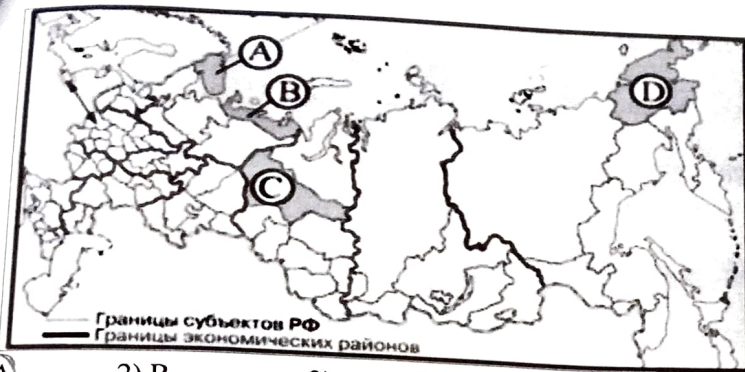 A
B
C
D
Границы субъектов РФ
Границы экономических районов
2) В